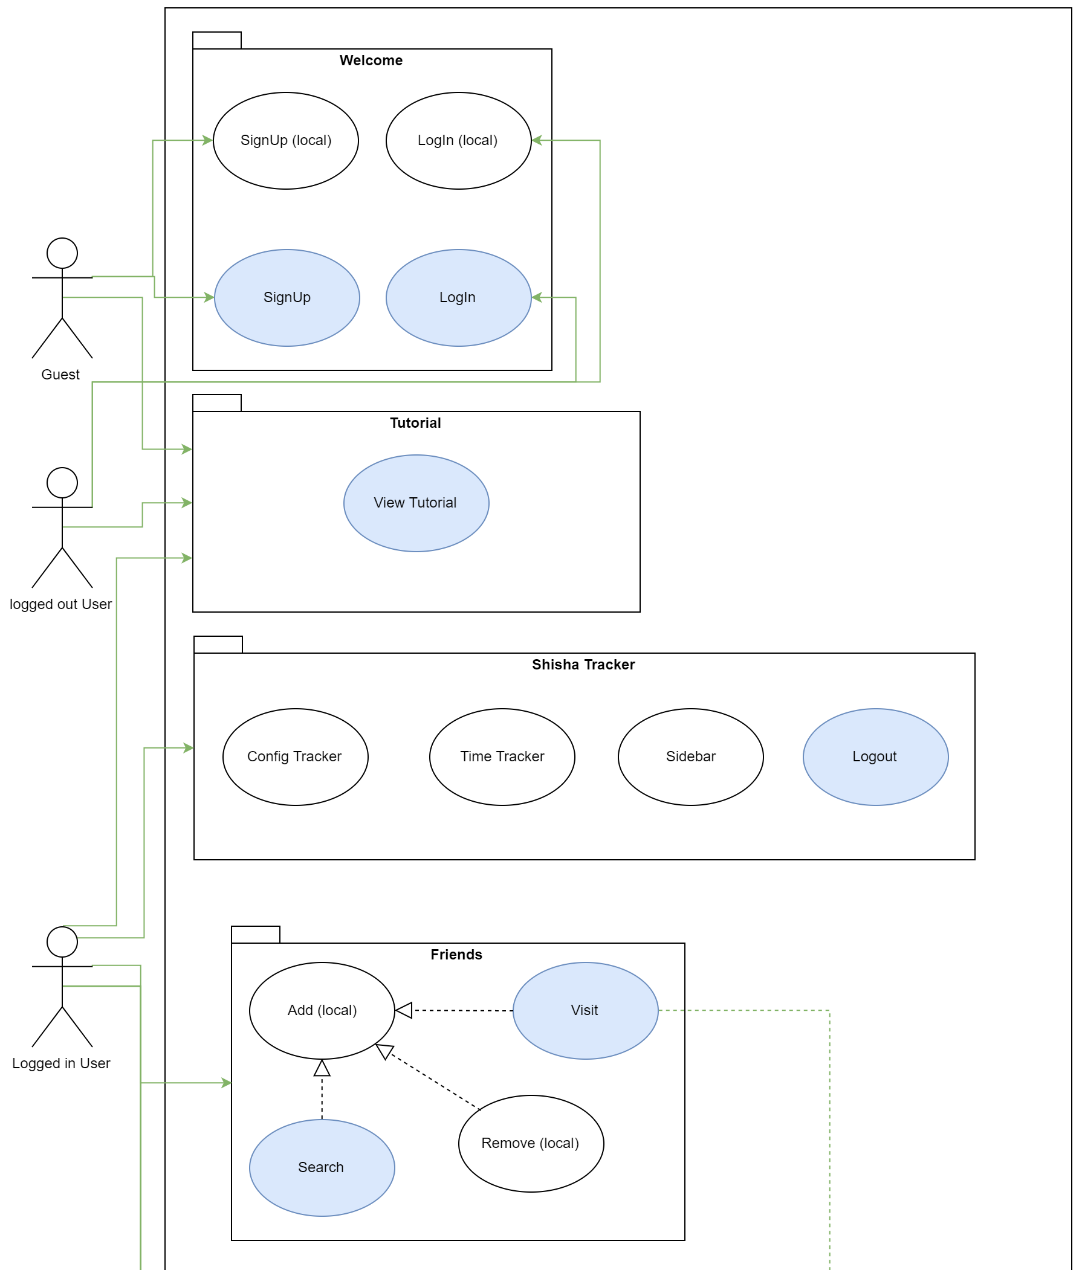 Welcome
SignUp (local)
LogIn (local)
SignUp
LogIn
Guest
Tutorial
View Tutorial
logged out User
Shisha Tracker
Config Tracker
Time Tracker
Sidebar
Logout
Logged in User
Friends
Add (local)
Visit
Remove (local)
Search